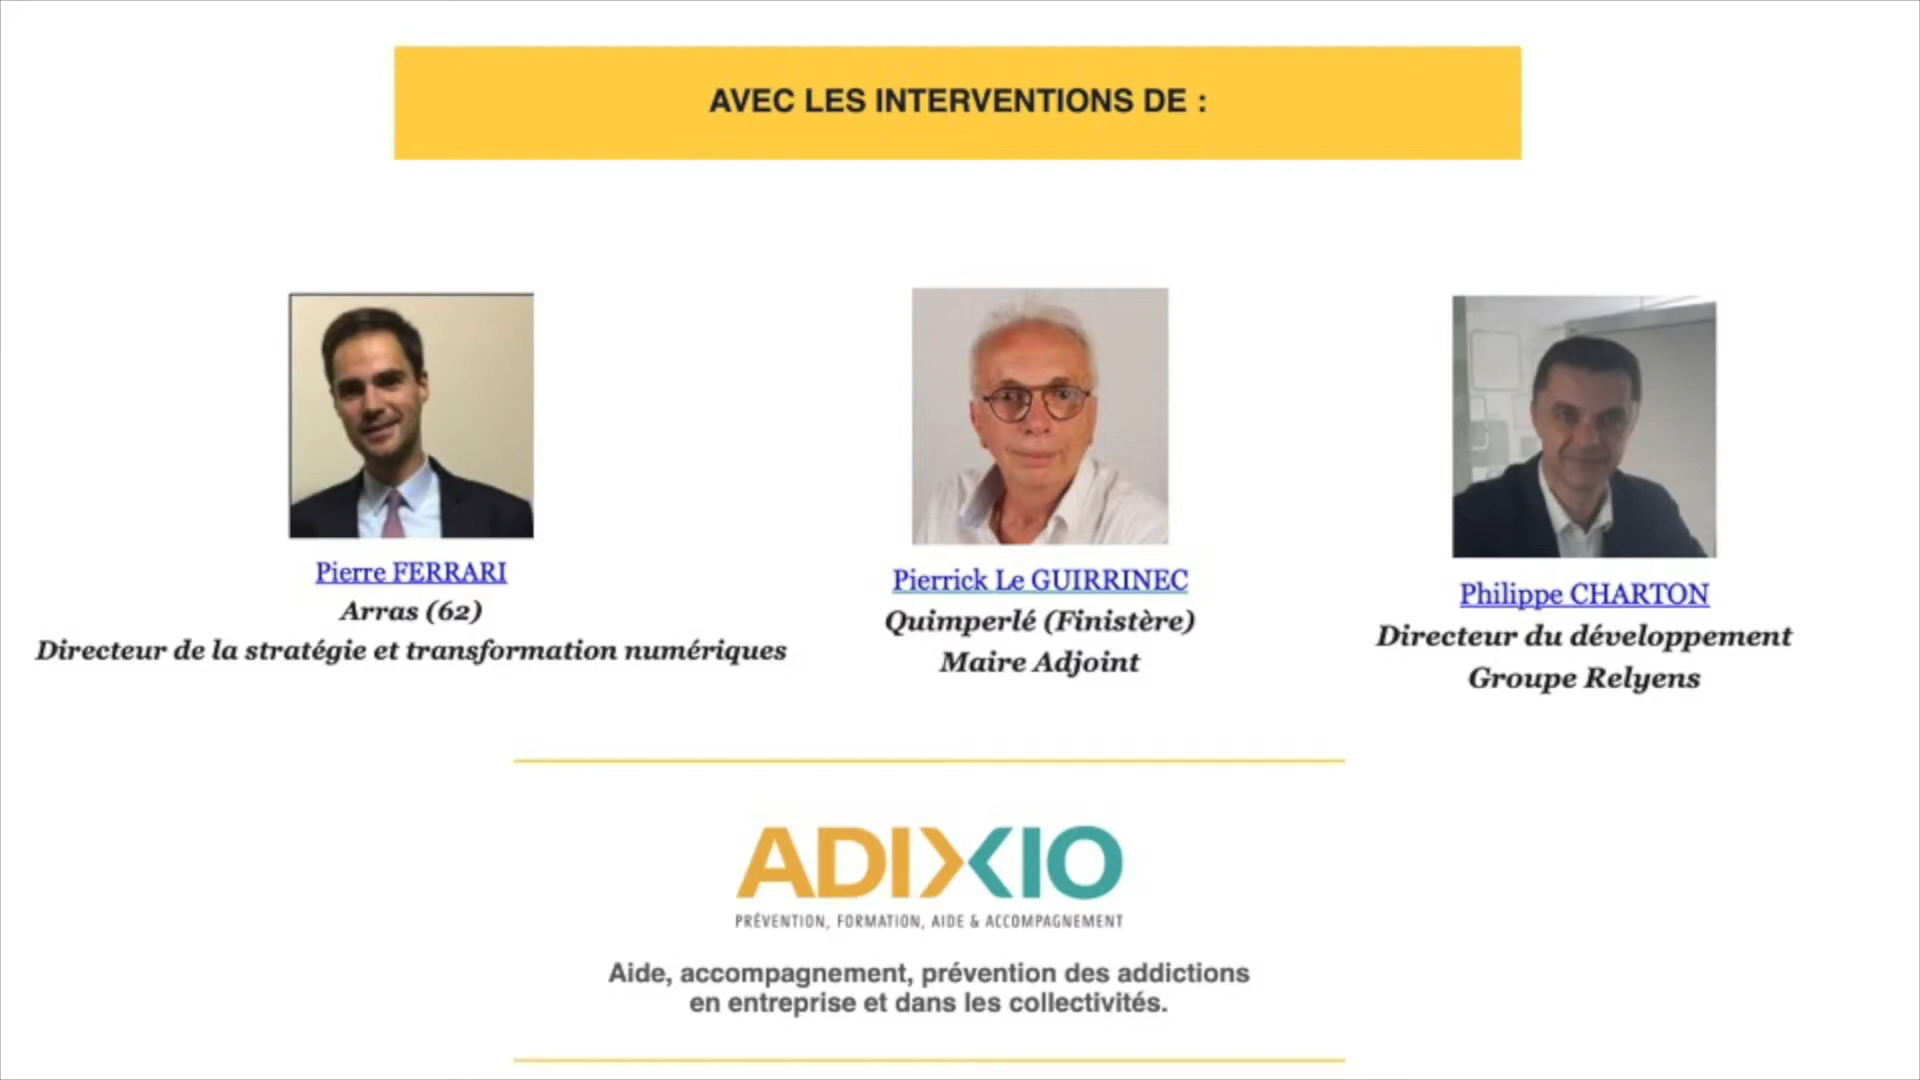 AVEC LES INTERVENTIONS DE :
Pierre FERRARI
Arras (62)
Directeur de la stratégie et transformation numériques
Pierrick Le GUIRRINEC
Quimperlé (Finistère)
Maire Adjoint
Philippe CHARTON
Directeur du développement
Groupe Relyens
ADIXIO
PRÉVENTION, FORMATION, AIDE & ACCOMPAGNEMENT
Aide, accompagnement, prévention des addictions
en entreprise et dans les collectivités.